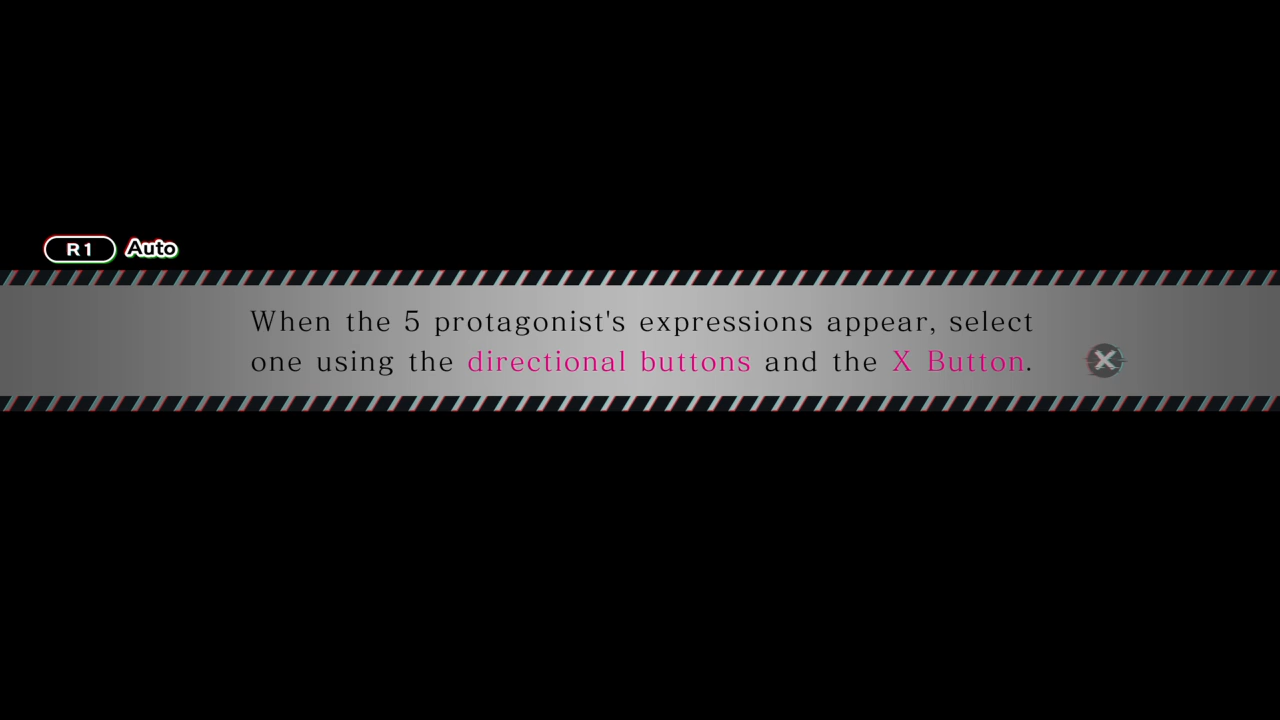 R1 Auto
When the 5 protagonist's expressions appear, select
one using the directional buttons and the X Button.
X